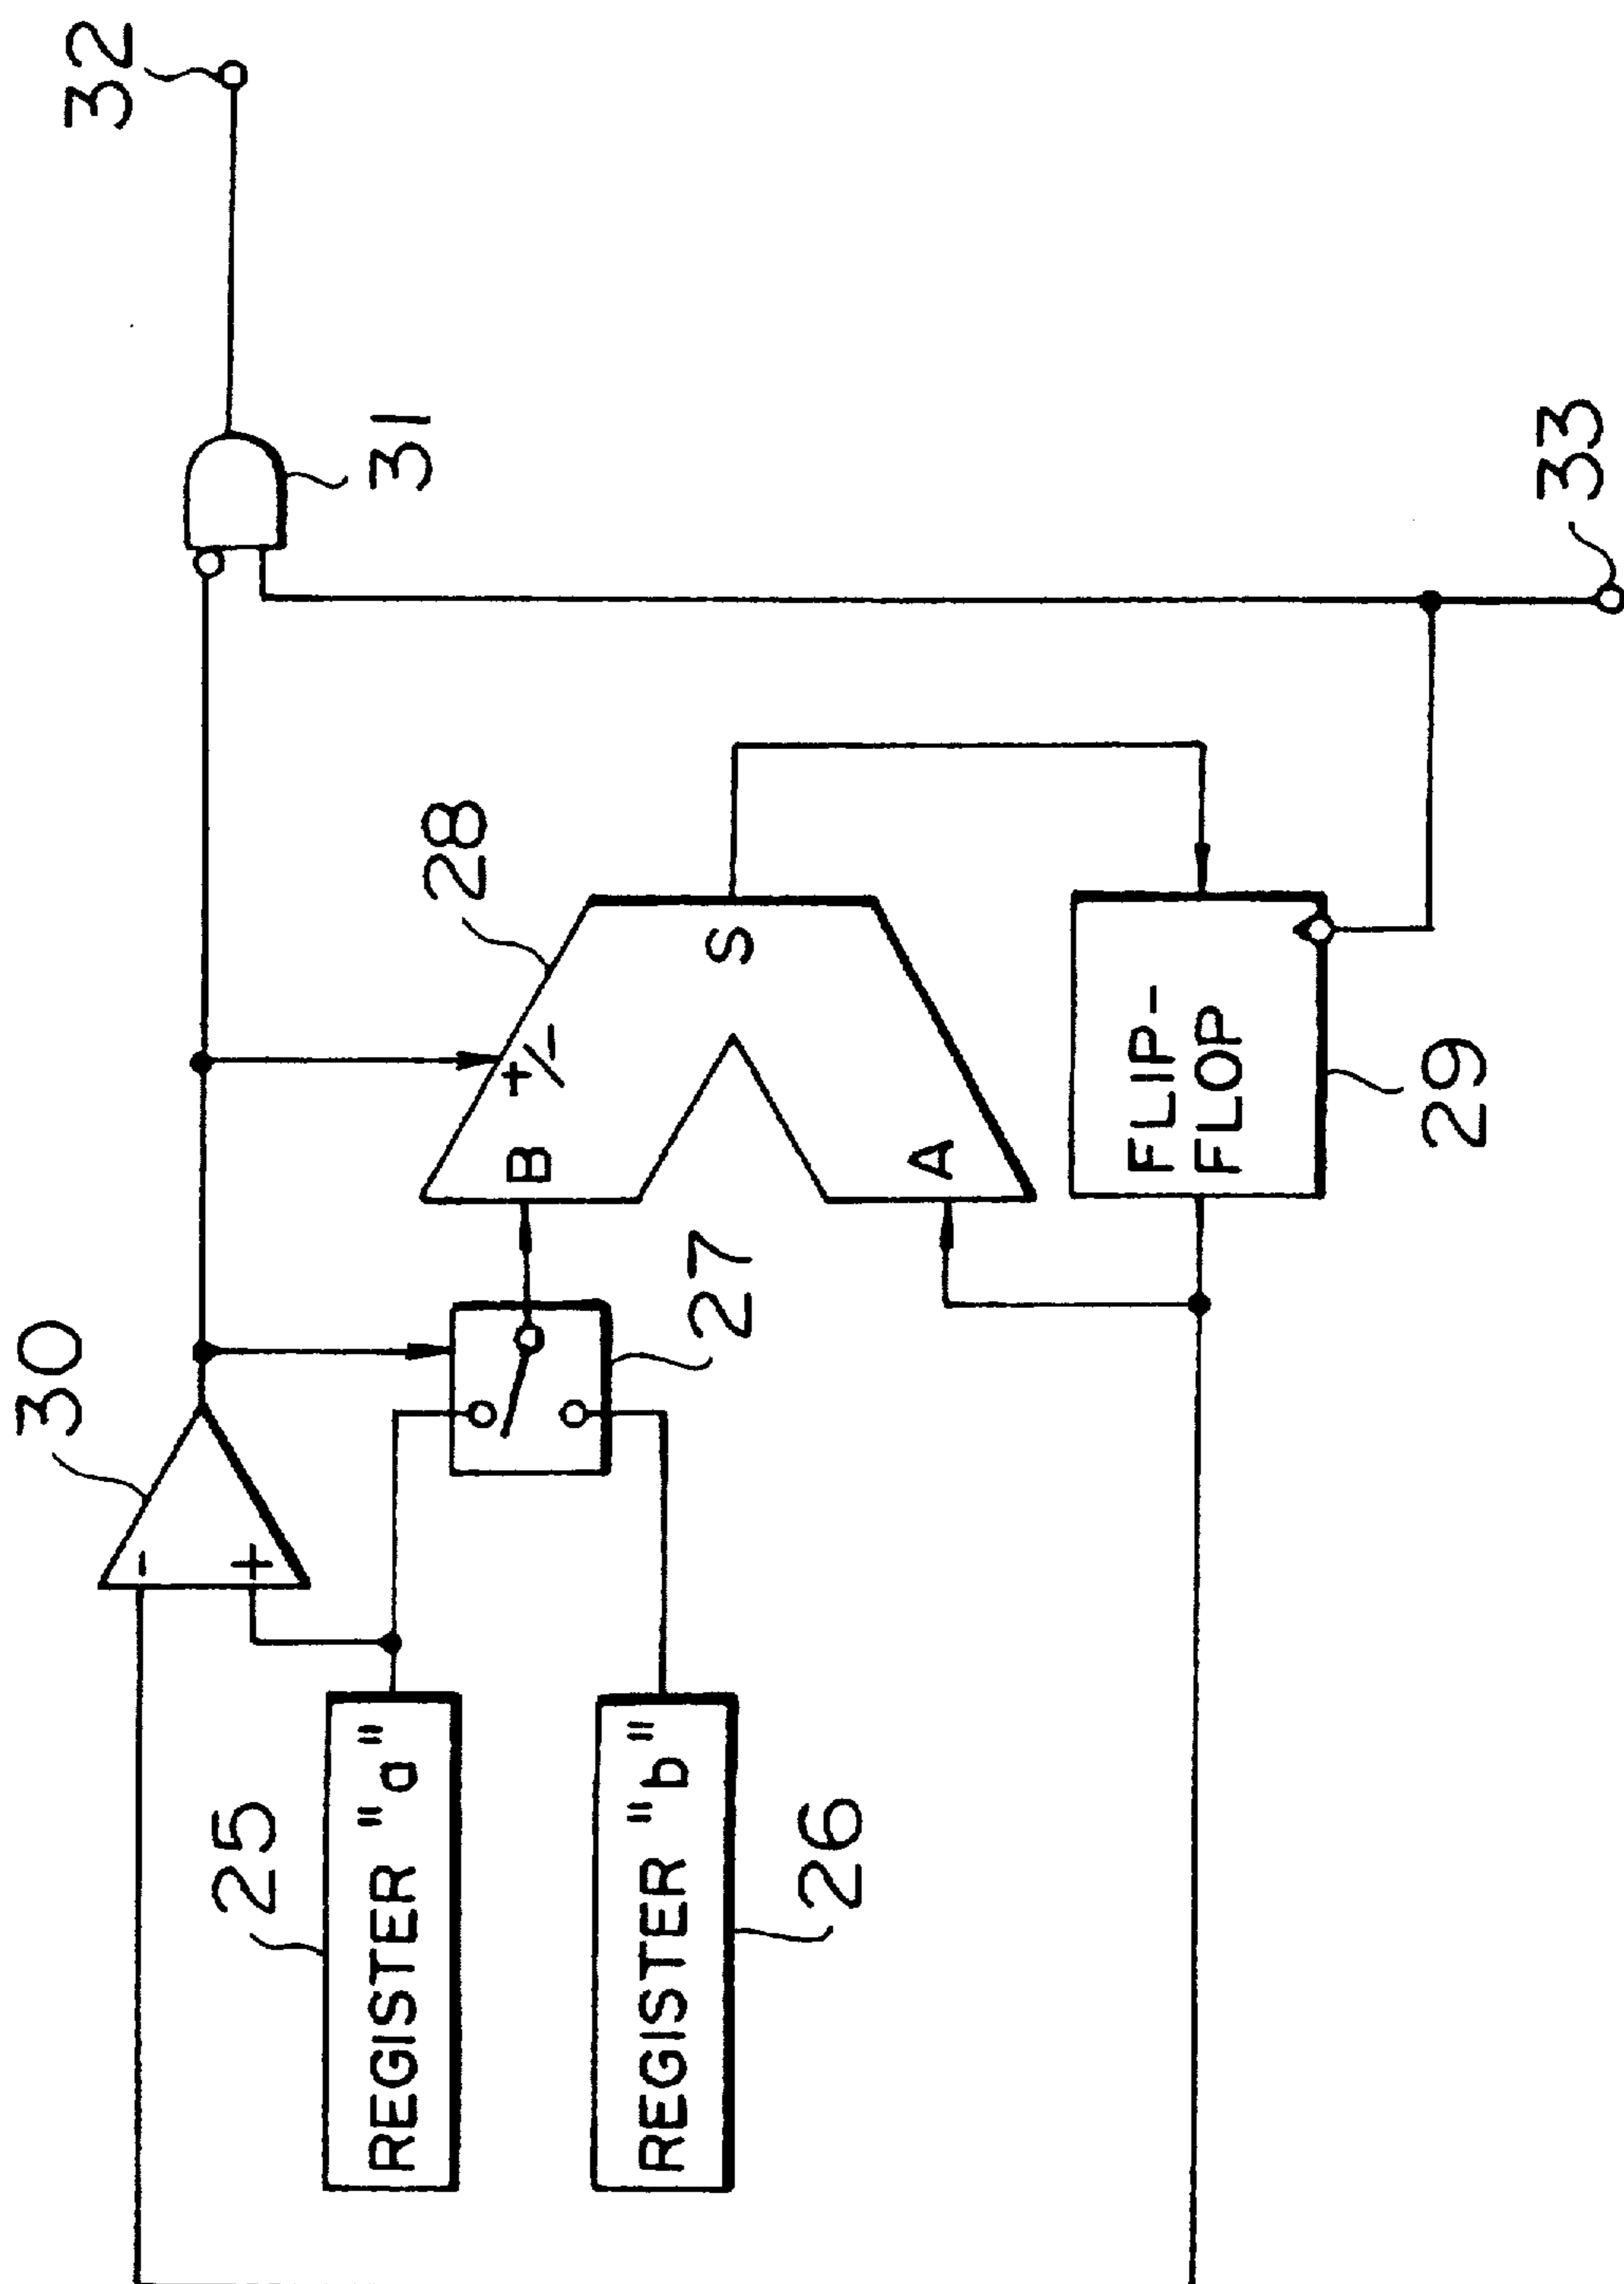 30
32
31
25
REGISTER "a"
27
28
B
+/-
S
A
26
REGISTER "b"
FLIP-
FLOP
29
33
-
+